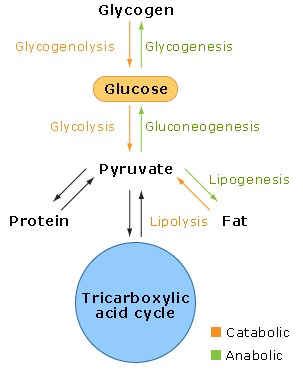 Glycogen
Glycogenolysis Glycogenesis
Glucose
Glycolysis Gluconeogenesis
Pyruvate
Lipogenesis
Protein Lipolysis Fat
Tricarboxylic
acid cycle
Catabolic
Anabolic